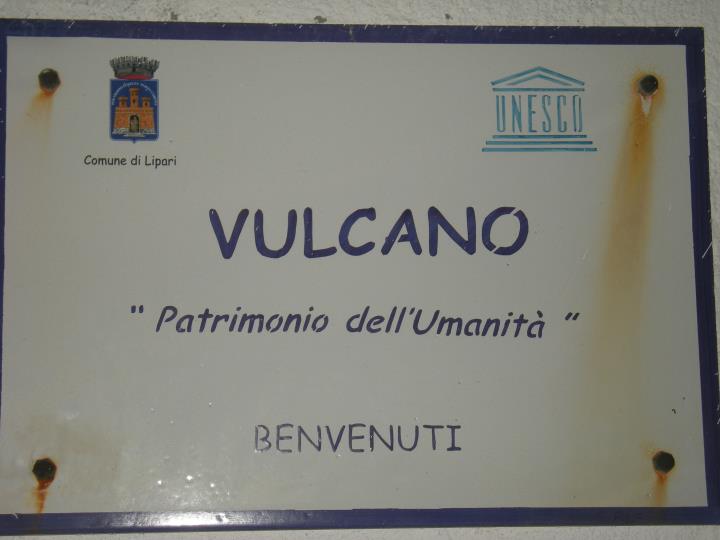 Comune di Lipari
UNESCO
VULCANO
" Patrimonio dell'Umanità "
BENVENUTI